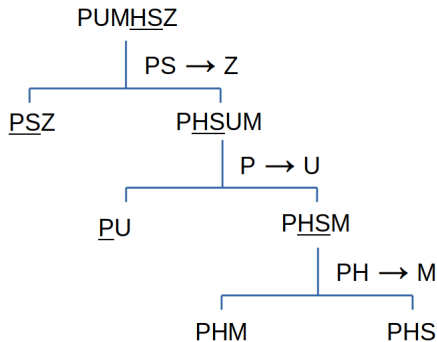 PUMHSZ
PS → Z
PSZ
PHSUM
P → U
PU
PHSM
PH → M
PHM
PHS